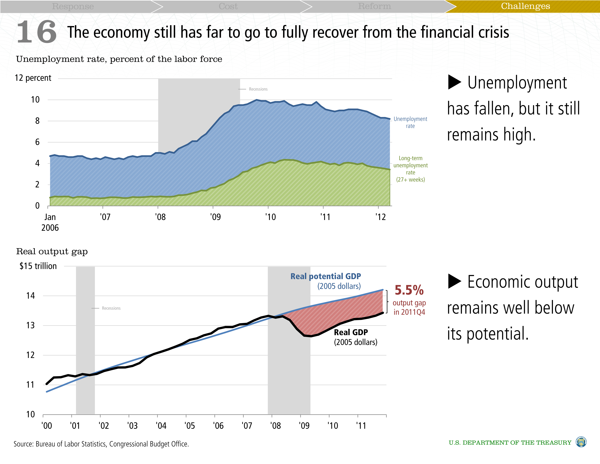 Response
Cost
Reform
Challenges
16 The economy still has far to go to fully recover from the financial crisis
Unemployment rate, percent of the labor force
12 percent
10
8
6
4
2
0
Recession
Unemployment
rate
Long-term
unemployment
rate
(27+ weeks)
Jan
2006
'07
'08
'09
'10
'11
'12
▶ Unemployment
has fallen, but it still
remains high.
Real output gap
$15 trillion
14
13
12
11
10
Recession
Real potential GDP
(2005 dollars)
5.5%
output gap
in 2011Q4
Real GDP
(2005 dollars)
'00
'01
'02
'03
'04
'05
'06
'07
'08
'09
'10
'11
▶ Economic output
remains well below
its potential.
Source: Bureau of Labor Statistics, Congressional Budget Office.
U.S. DEPARTMENT OF THE TREASURY